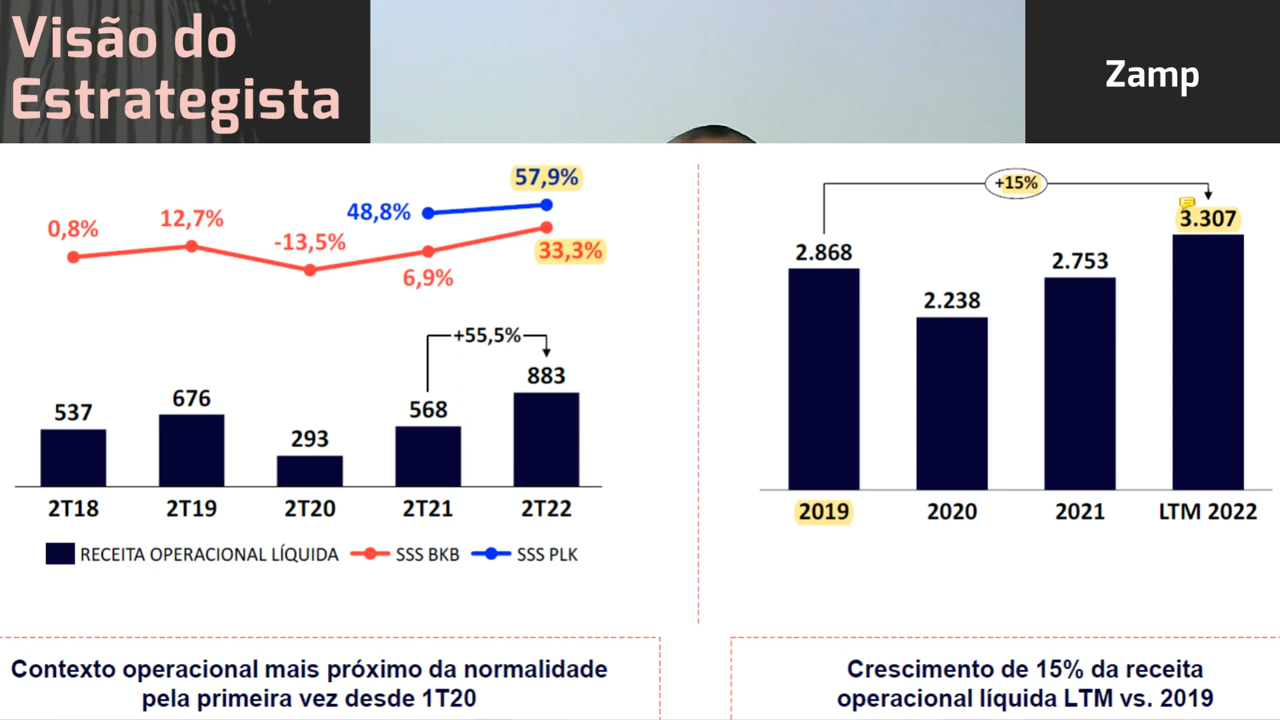 Visão do
Estrategista
Zamp
57,9%
48,8%
0,8%
12,7%
-13,5%
6,9%
33,3%
+55,5%
537
676
293
568
883
2T18
2T19
2T20
2T21
2T22
RECEITA OPERACIONAL LÍQUIDA
SSS BKB
SSS PLK
Contexto operacional mais próximo da normalidade
pela primeira vez desde 1T20
+15%
2.868
2.238
2.753
3.307
2019
2020
2021
LTM 2022
Crescimento de 15% da receita
operacional líquida LTM vs. 2019